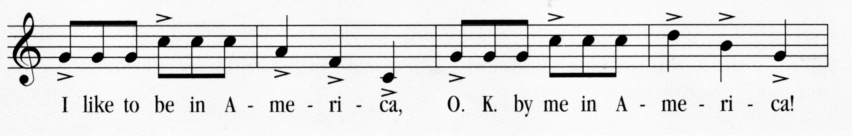 I like to be in A - me - ri - ca, O. K. by me in A - me - ri - ca!